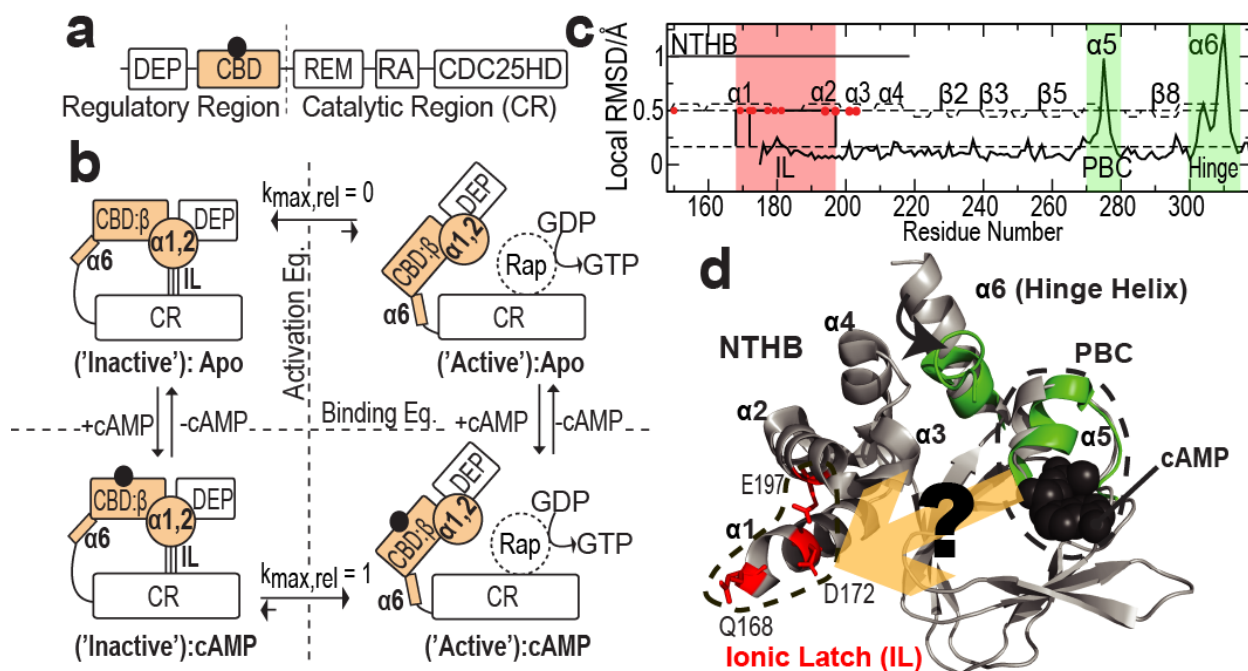 a
DEP CBD REM RA CDC25HD
Regulatory Region Catalytic Region (CR)
b
CBD:β DEP
α1,2
α6
IL
CR
('Inactive'): Apo
kmax,rel = 0
Activation Eq.
DEP
CBD:β α1,2
α6
GDP
Rap
GTP
CR
('Active'):Apo
+cAMP -cAMP
Binding Eq.
+cAMP -cAMP
CBD:β DEP
α1,2
α6
IL
CR
('Inactive'):cAMP
kmax,rel = 1
DEP
CBD:β α1,2
α6
GDP
Rap
GTP
CR
('Active'):cAMP
c
Local RMSD/Å
1
0.5
0
NTHB
α1 α2 α3 α4 β2 β3 β5 α5 β8 α6
IL PBC Hinge
160 180 200 220 240 260 280 300
Residue Number
d
α6 (Hinge Helix)
NTHB
α4
PBC
α2
α3
α5
cAMP
E197
?
α1
D172
Q168
Ionic Latch (IL)